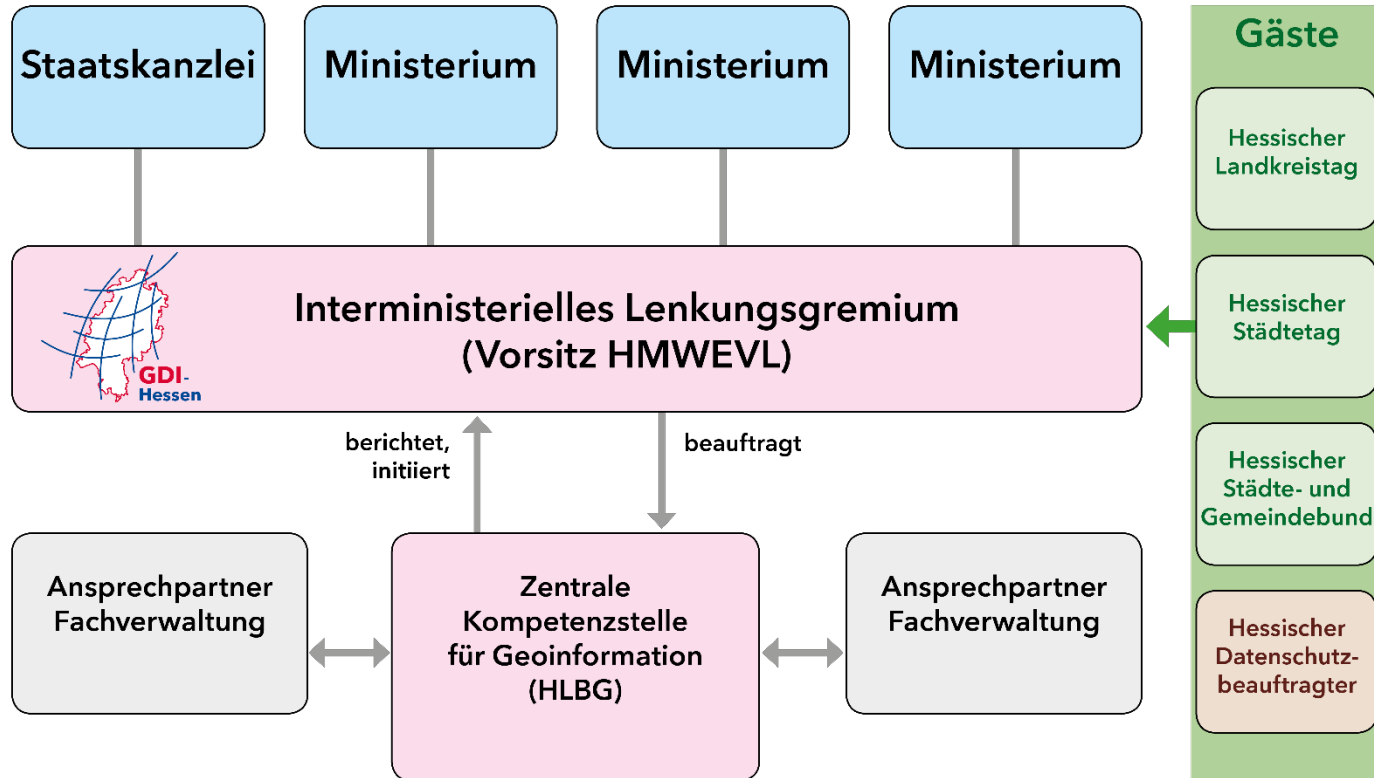 Staatskanzlei
Ministerium
Ministerium
Ministerium
Interministerielles Lenkungsgremium
(Vorsitz HMWEVL)
GDI-
Hessen
berichtet,
initiiert
beauftragt
Ansprechpartner
Fachverwaltung
Zentrale
Kompetenzstelle
für Geoinformation
(HLBG)
Ansprechpartner
Fachverwaltung
Gäste
Hessischer
Landkreistag
Hessischer
Städtetag
Hessischer
Städte- und
Gemeindebund
Hessischer
Datenschutz-
beauftragter